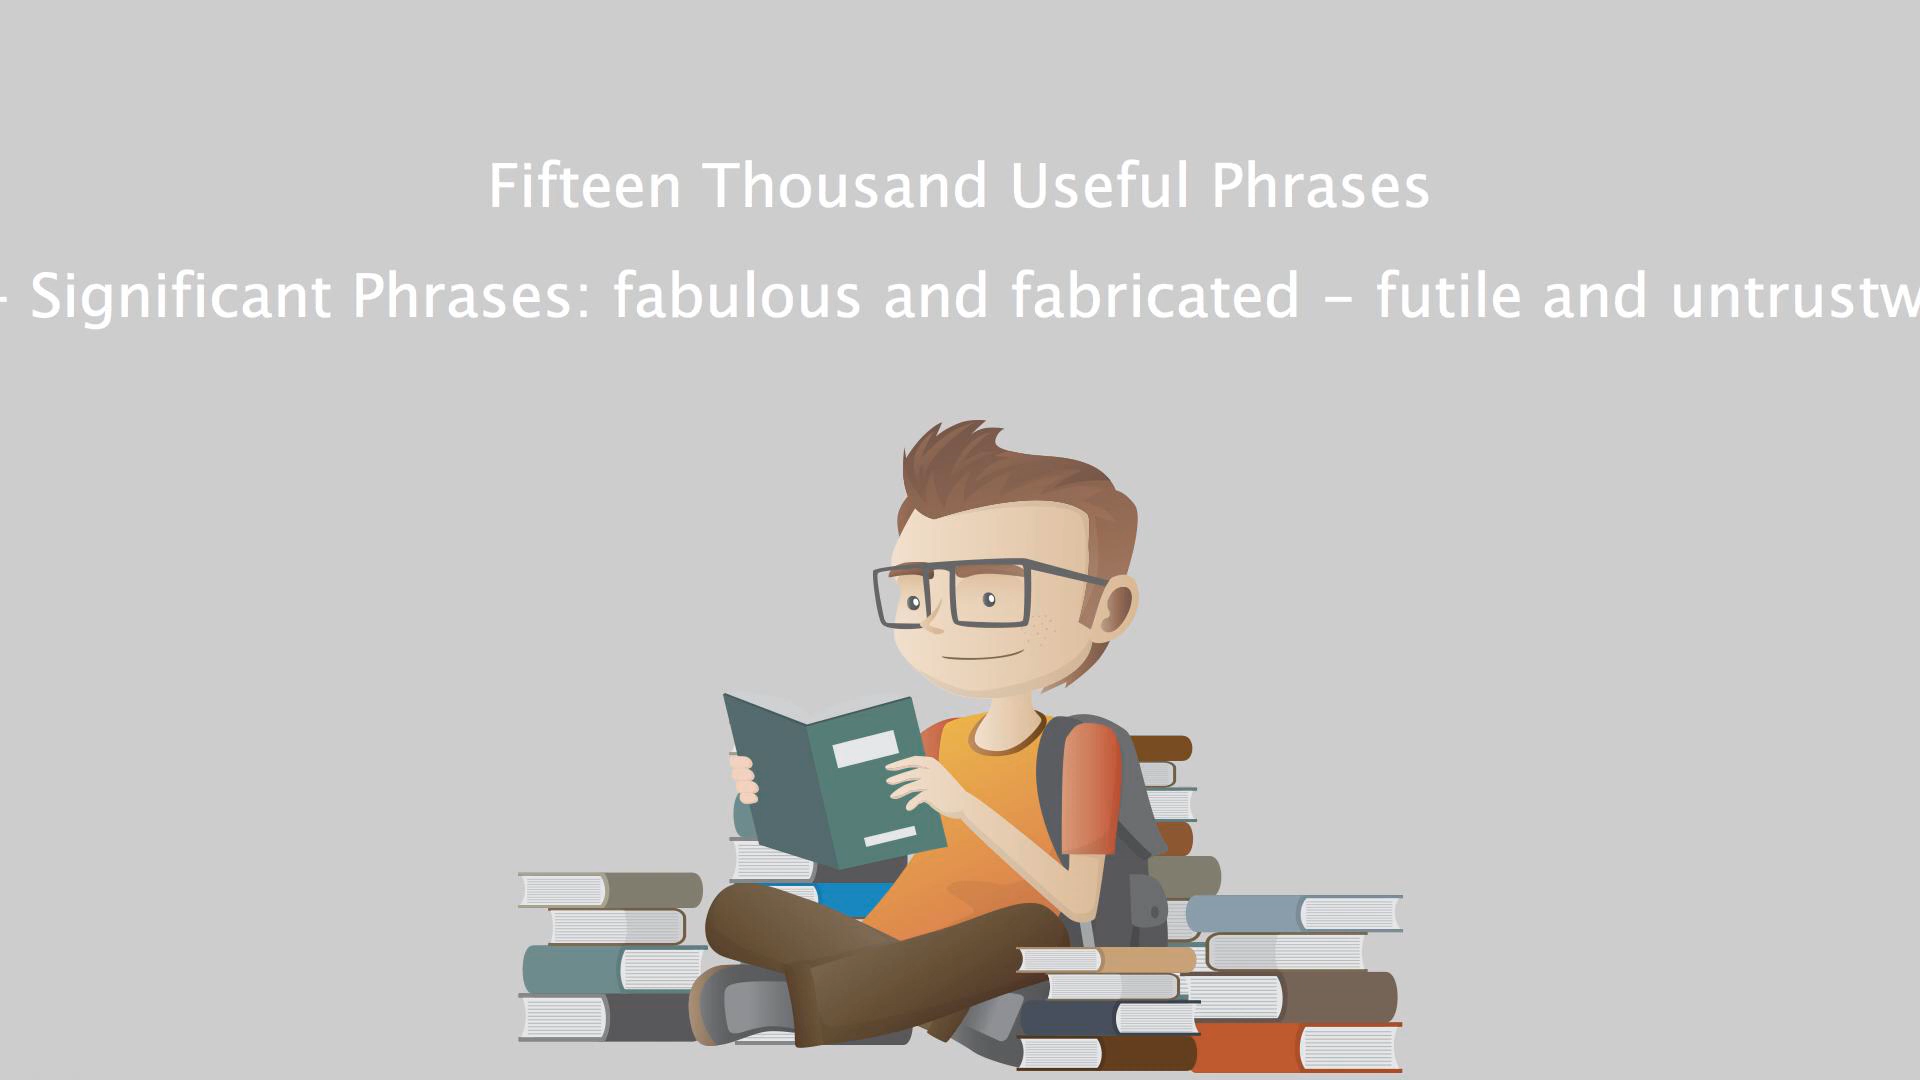 Fifteen Thousand Useful Phrases
- Significant Phrases: fabulous and fabricated - futile and